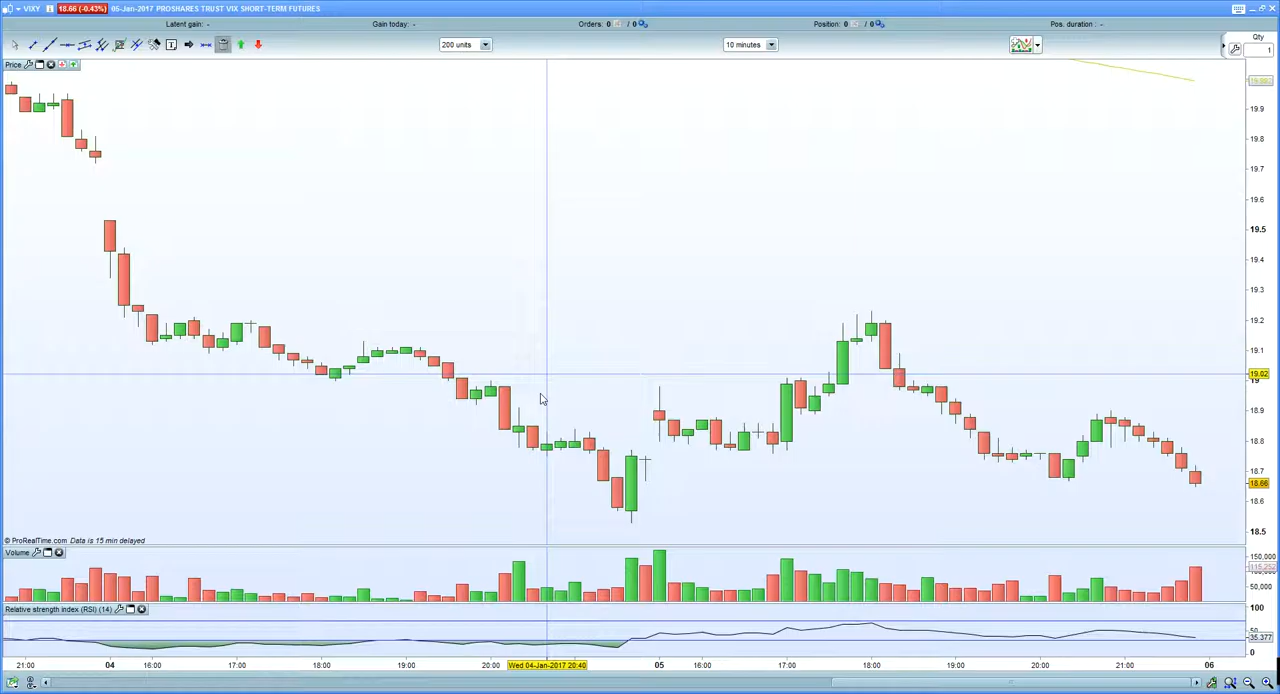 VIXY 18.66 (-0.43%) 05-Jan-2017 PROSHARES TRUST VIX SHORT-TERM FUTURES
Latent gain: - Gain today: - Orders: 0 / 0 Position: 0 / 0 Pos. duration: -
200 units 10 minutes Qty
1
Price
19.9
19.8
19.7
19.6
19.5
19.4
19.3
19.2
19.1
19.02
19
18.9
18.8
18.7
18.66
18.6
18.5
© ProRealTime.com Data is 15 min delayed
Volume
150,000
50,000
Relative strength index (RSI) (14)
100
35.377
0
21:00 04 16:00 17:00 18:00 19:00 20:00 Wed 04-Jan-2017 20:40 05 16:00 17:00 18:00 19:00 20:00 21:00 06